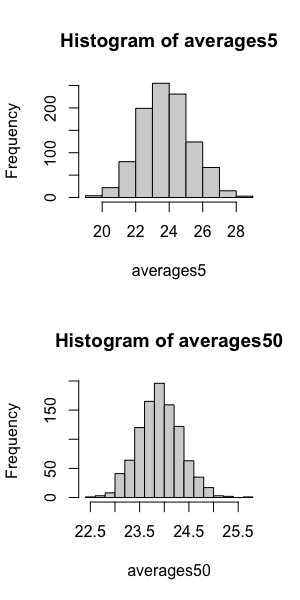 Histogram of averages5
Frequency
200
100
0
20 22 24 26 28
averages5
Histogram of averages50
Frequency
150
50
0
22.5 23.5 24.5 25.5
averages50